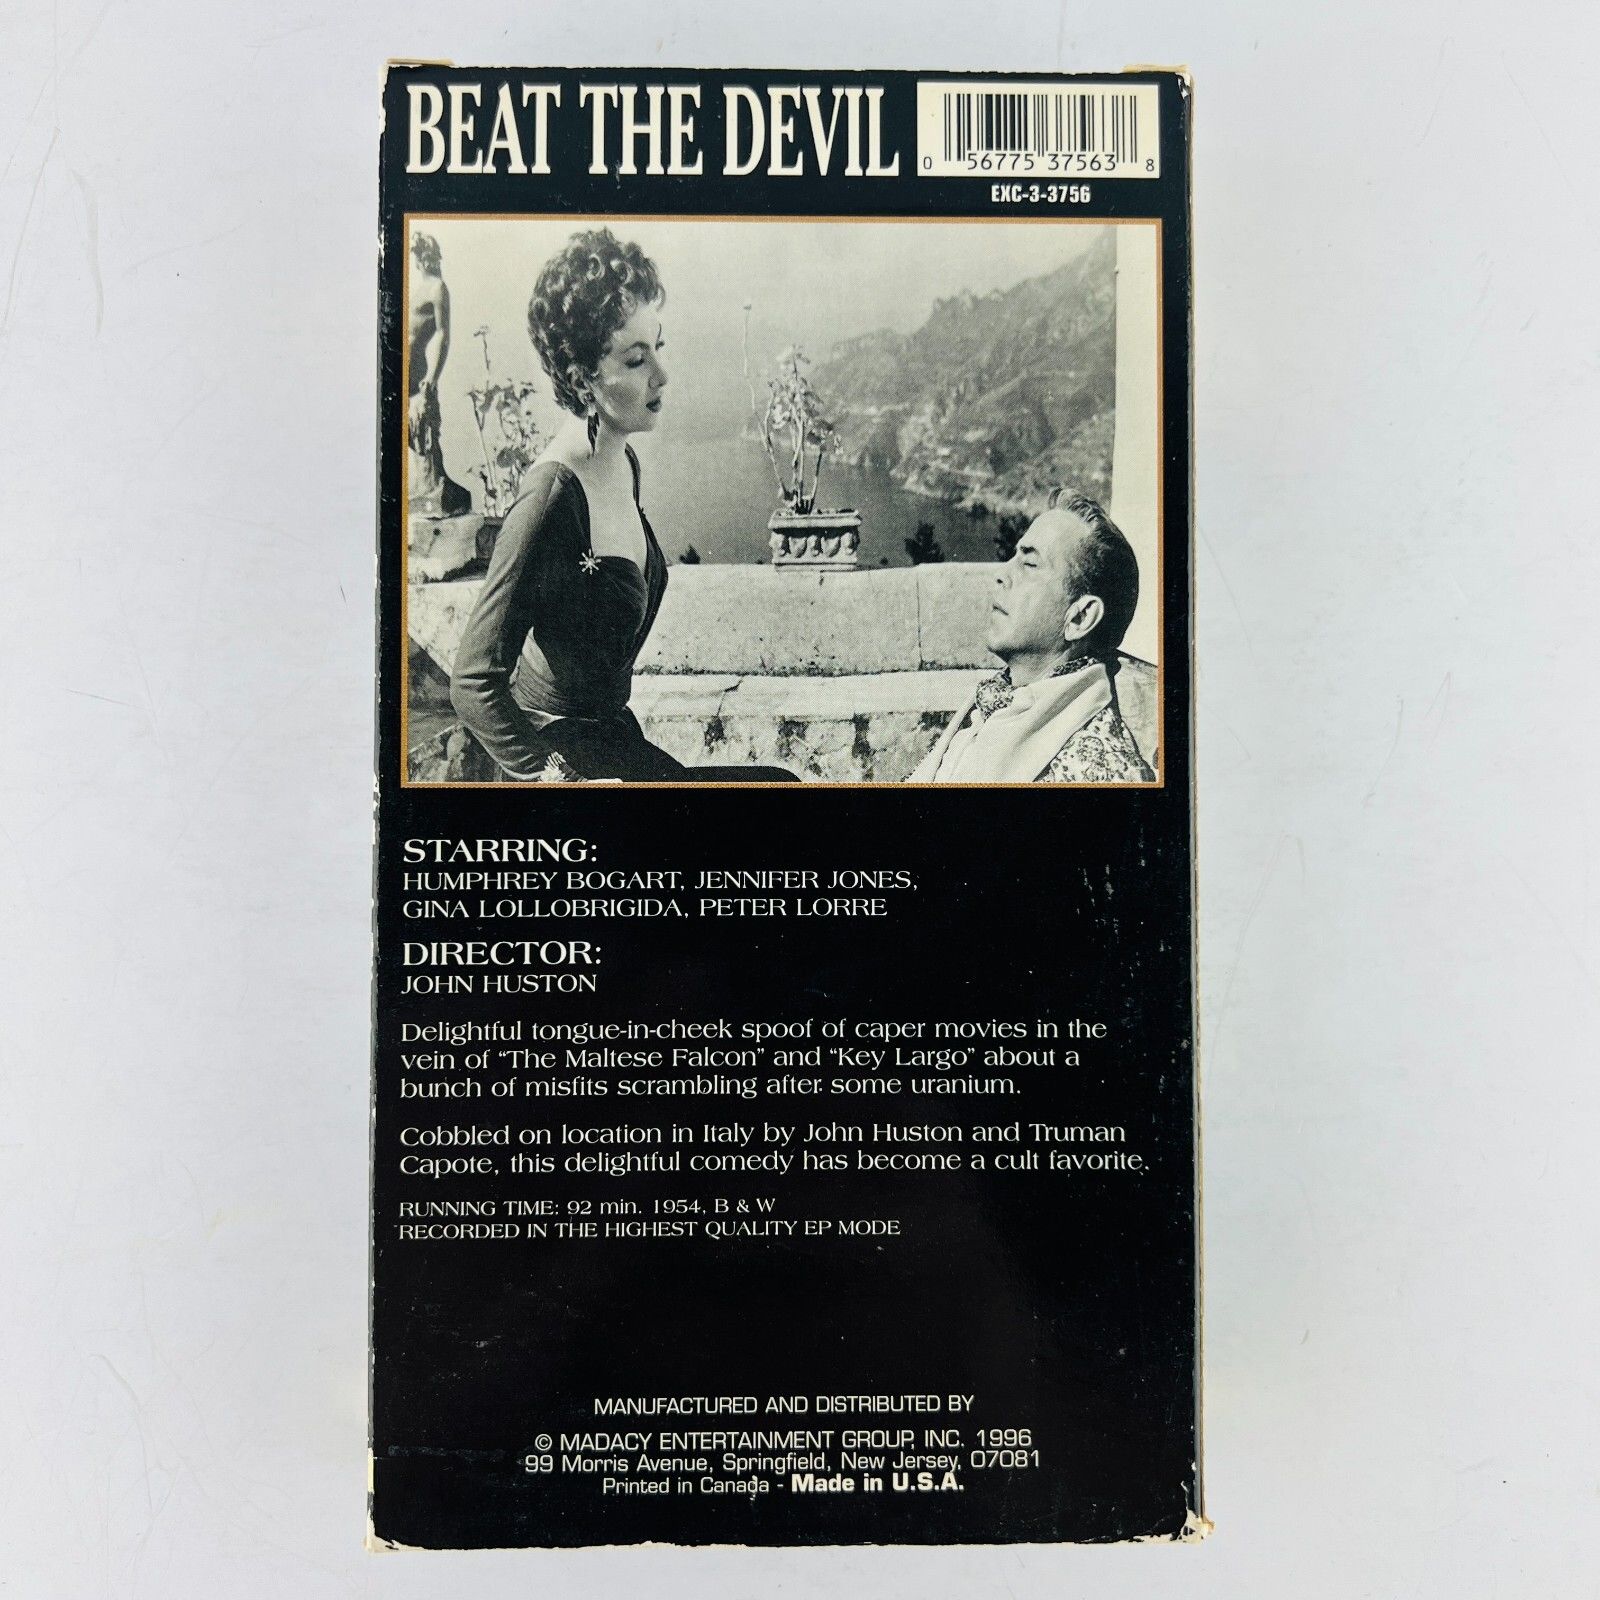 BEAT THE DEVIL
0 56775 37563 8
EXC-3-3756
STARRING:
HUMPHREY BOGART, JENNIFER JONES,
GINA LOLLOBRIGIDA, PETER LORRE
DIRECTOR:
JOHN HUSTON
Delightful tongue-in-cheek spoof of caper movies in the
vein of "The Maltese Falcon" and "Key Largo" about a
bunch of misfits scrambling after some uranium.
Cobbled on location in Italy by John Huston and Truman
Capote, this delightful comedy has become a cult favorite.
RUNNING TIME: 92 min. 1954, B & W
RECORDED IN THE HIGHEST QUALITY EP MODE
MANUFACTURED AND DISTRIBUTED BY
© MADACY ENTERTAINMENT GROUP, INC. 1996
99 Morris Avenue, Springfield, New Jersey, 07081
Printed in Canada - Made in U.S.A.